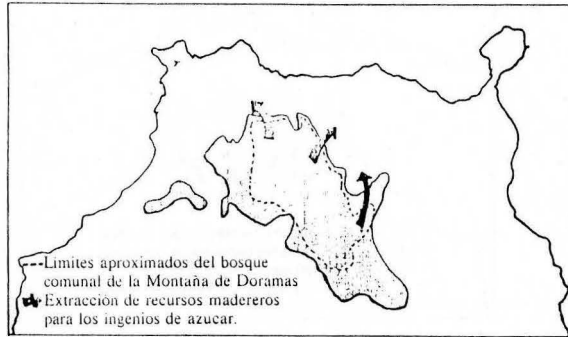 Limites aproximados del bosque
comunal de la Montaña de Doramas
Extracción de recursos madereros
para los ingenios de azucar.